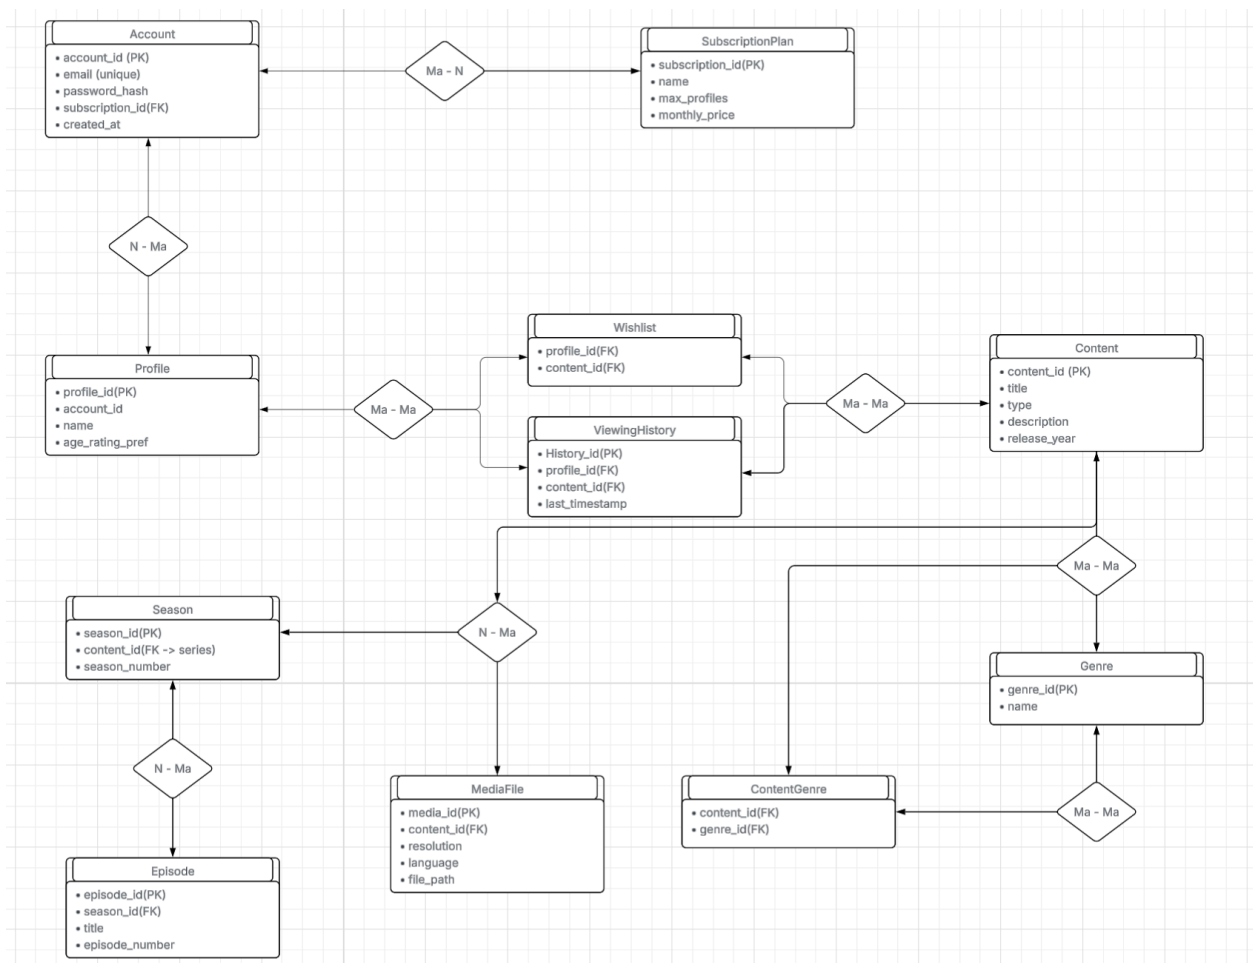 Account
• account_id (PK)
• email (unique)
• password_hash
• subscription_id(FK)
• created_at
Ma - N
SubscriptionPlan
• subscription_id(PK)
• name
• max_profiles
• monthly_price
N - Ma
Profile
• profile_id(PK)
• account_id
• name
• age_rating_pref
Ma - Ma
Wishlist
• profile_id(FK)
• content_id(FK)
ViewingHistory
• History_id(PK)
• profile_id(FK)
• content_id(FK)
• last_timestamp
Ma - Ma
Content
• content_id (PK)
• title
• type
• description
• release_year
Ma - Ma
Season
• season_id(PK)
• content_id(FK -> series)
• season_number
N - Ma
Genre
• genre_id(PK)
• name
N - Ma
MediaFile
• media_id(PK)
• content_id(FK)
• resolution
• language
• file_path
ContentGenre
• content_id(FK)
• genre_id(FK)
Ma - Ma
Episode
• episode_id(PK)
• season_id(FK)
• title
• episode_number